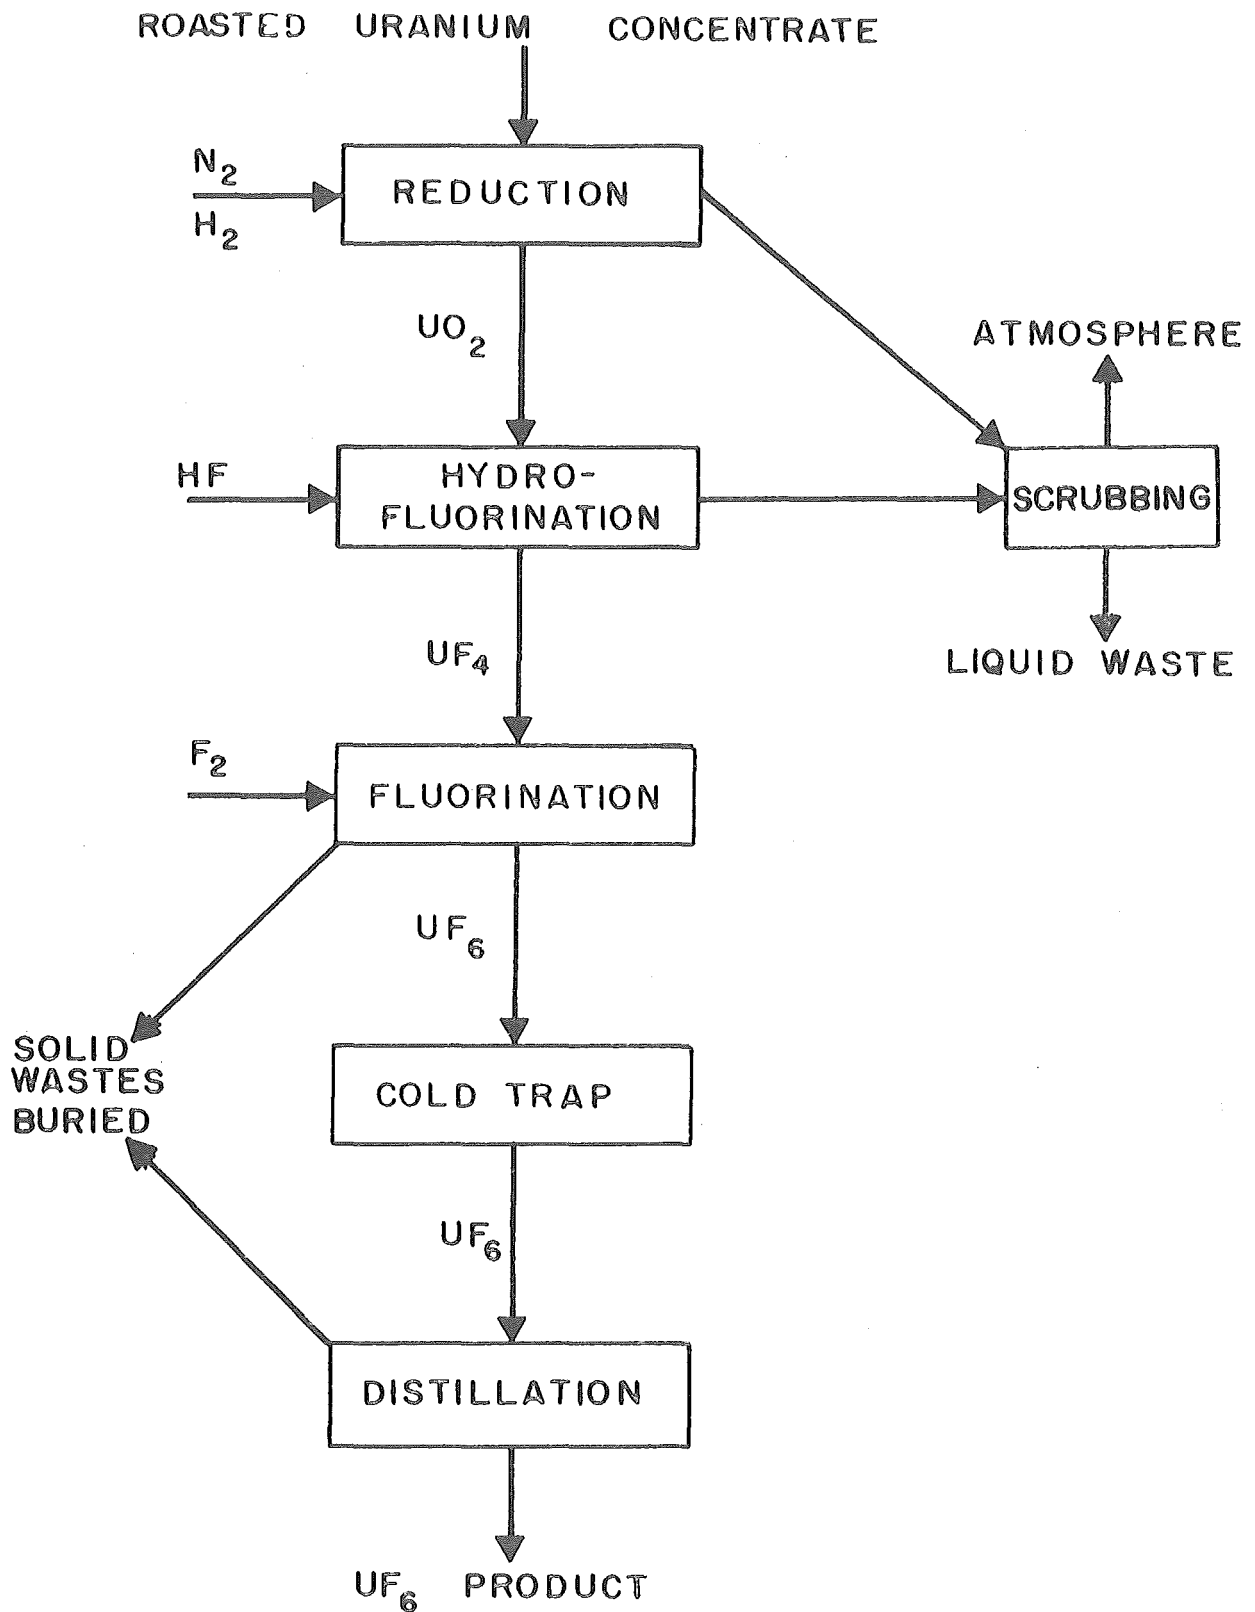 ROASTED URANIUM CONCENTRATE
N2
H2
REDUCTION
UO2
ATMOSPHERE
HF
HYDRO-
FLUORINATION
SCRUBBING
UF4
LIQUID WASTE
F2
FLUORINATION
UF6
SOLID
WASTES
BURIED
COLD TRAP
UF6
DISTILLATION
UF6 PRODUCT